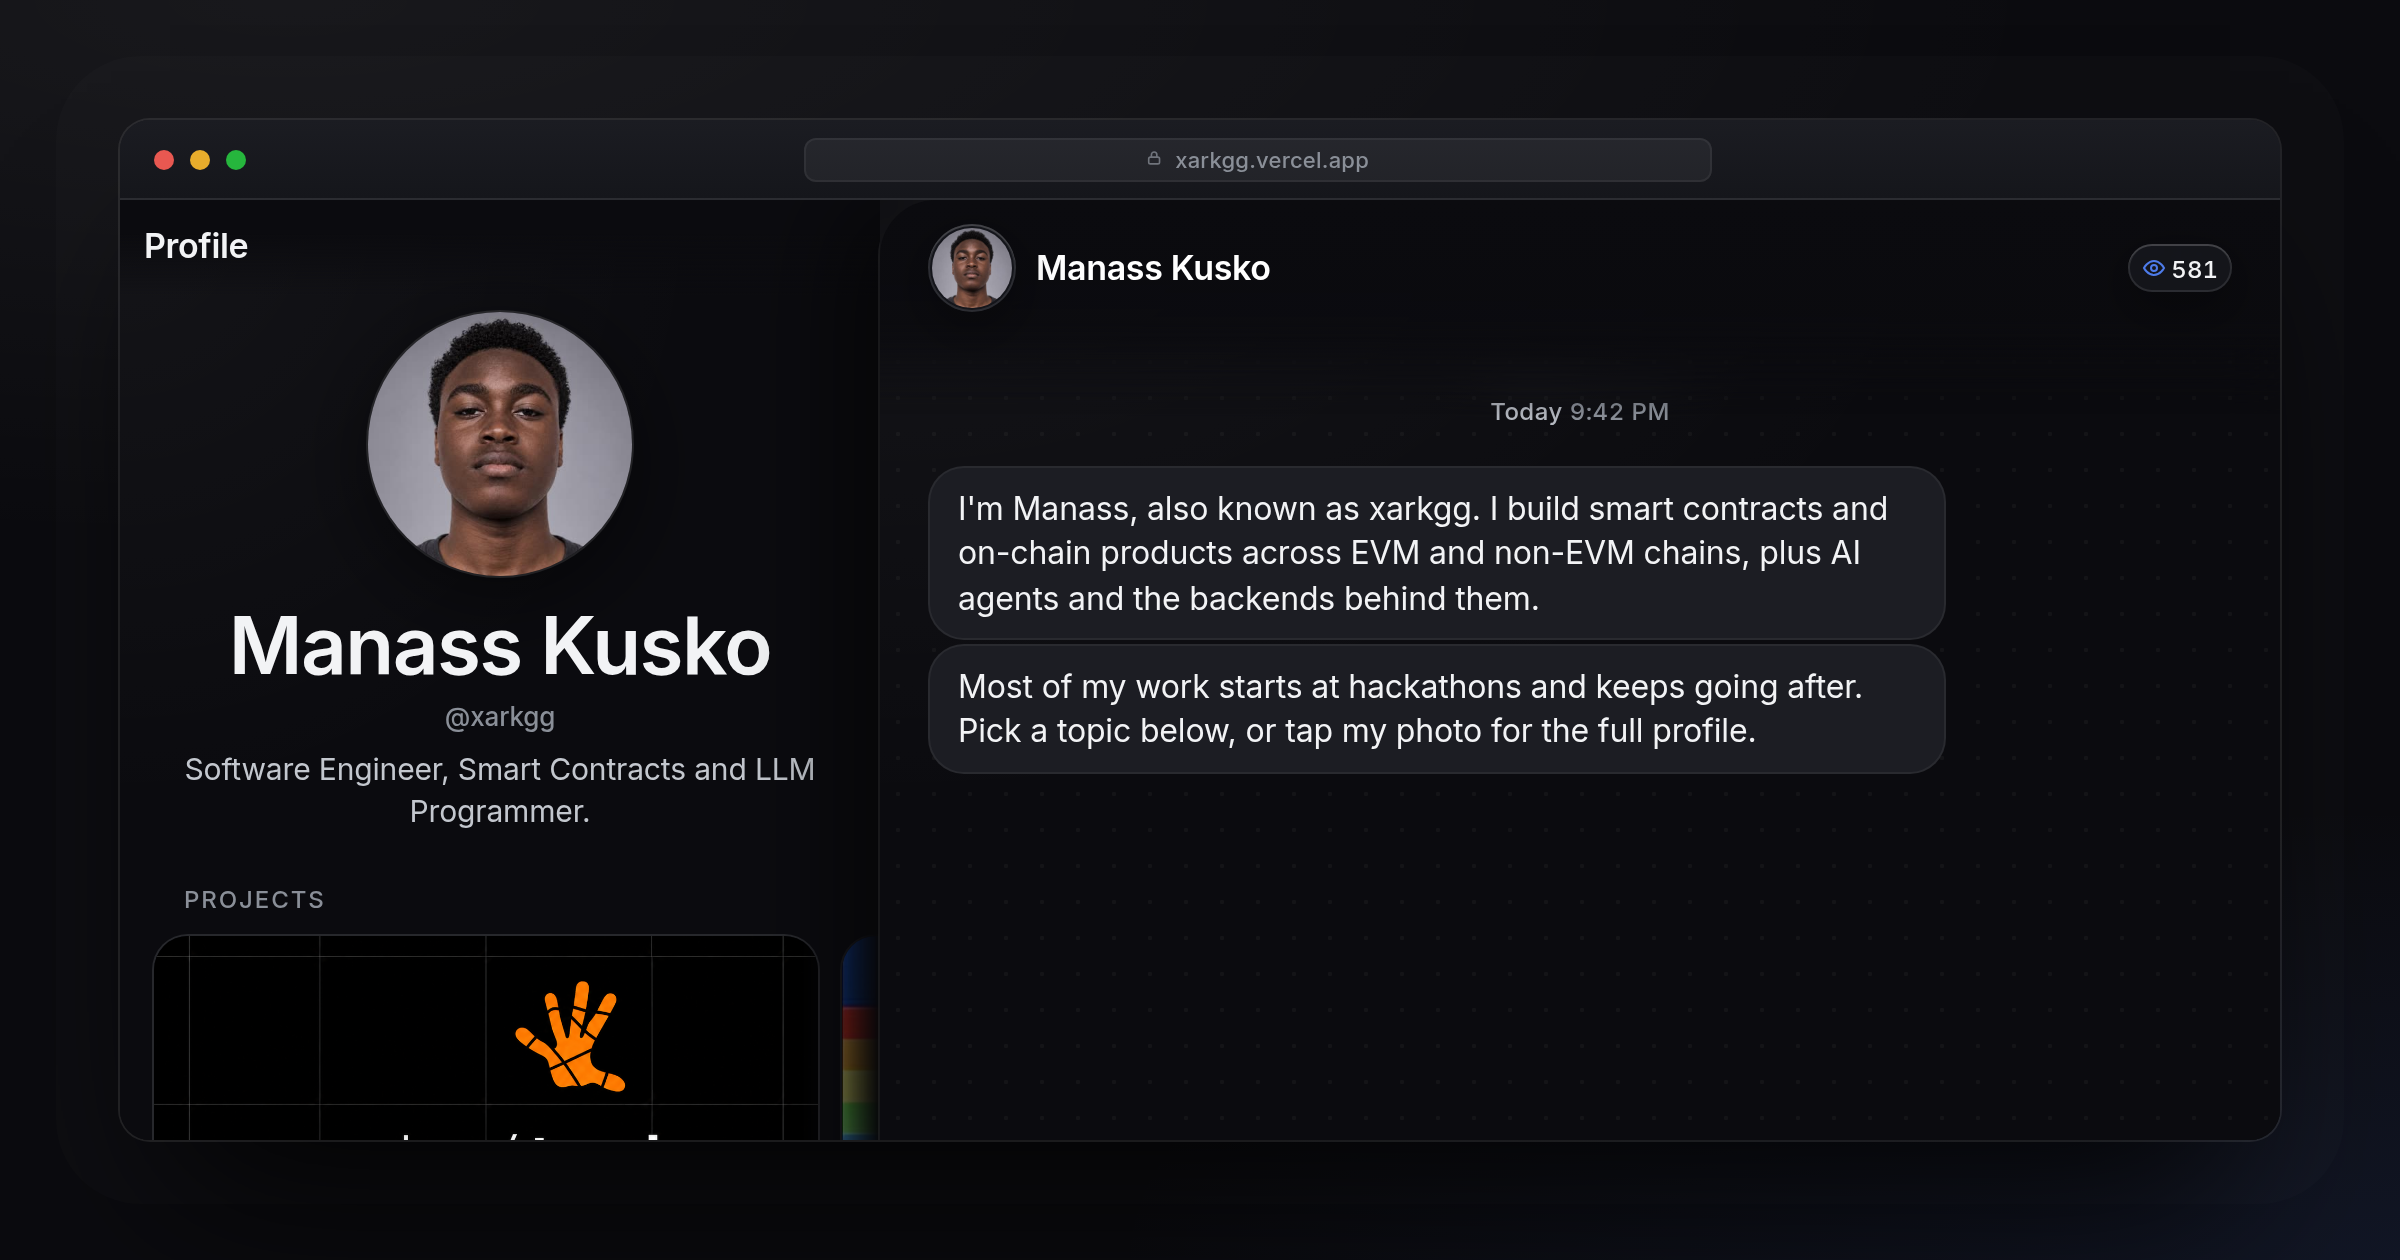 xarkgg.vercel.app
Profile
Manass Kusko
@xarkgg
Software Engineer, Smart Contracts and LLM
Programmer.
PROJECTS
Manass Kusko
581
Today 9:42 PM
I'm Manass, also known as xarkgg. I build smart contracts and
on-chain products across EVM and non-EVM chains, plus AI
agents and the backends behind them.
Most of my work starts at hackathons and keeps going after.
Pick a topic below, or tap my photo for the full profile.